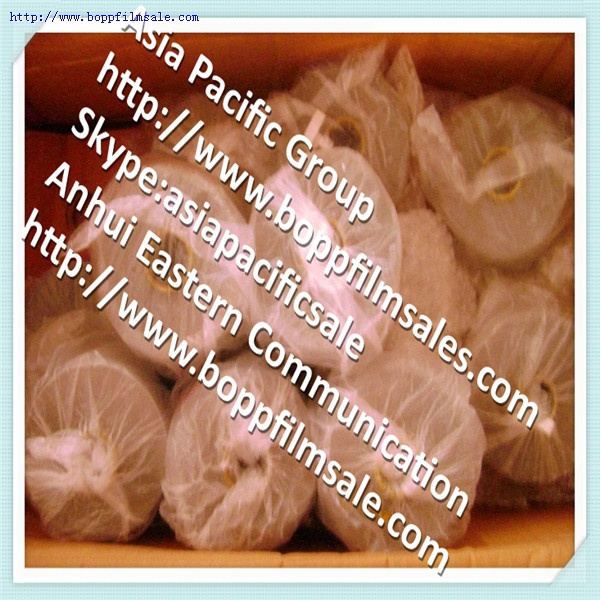 http://www.boppfilmsale.com
Asia Pacific Group
http://www.boppfilmsales.com
Skype:asiapacificsale
Anhui Eastern Communication
http://www.boppfilmsale.com